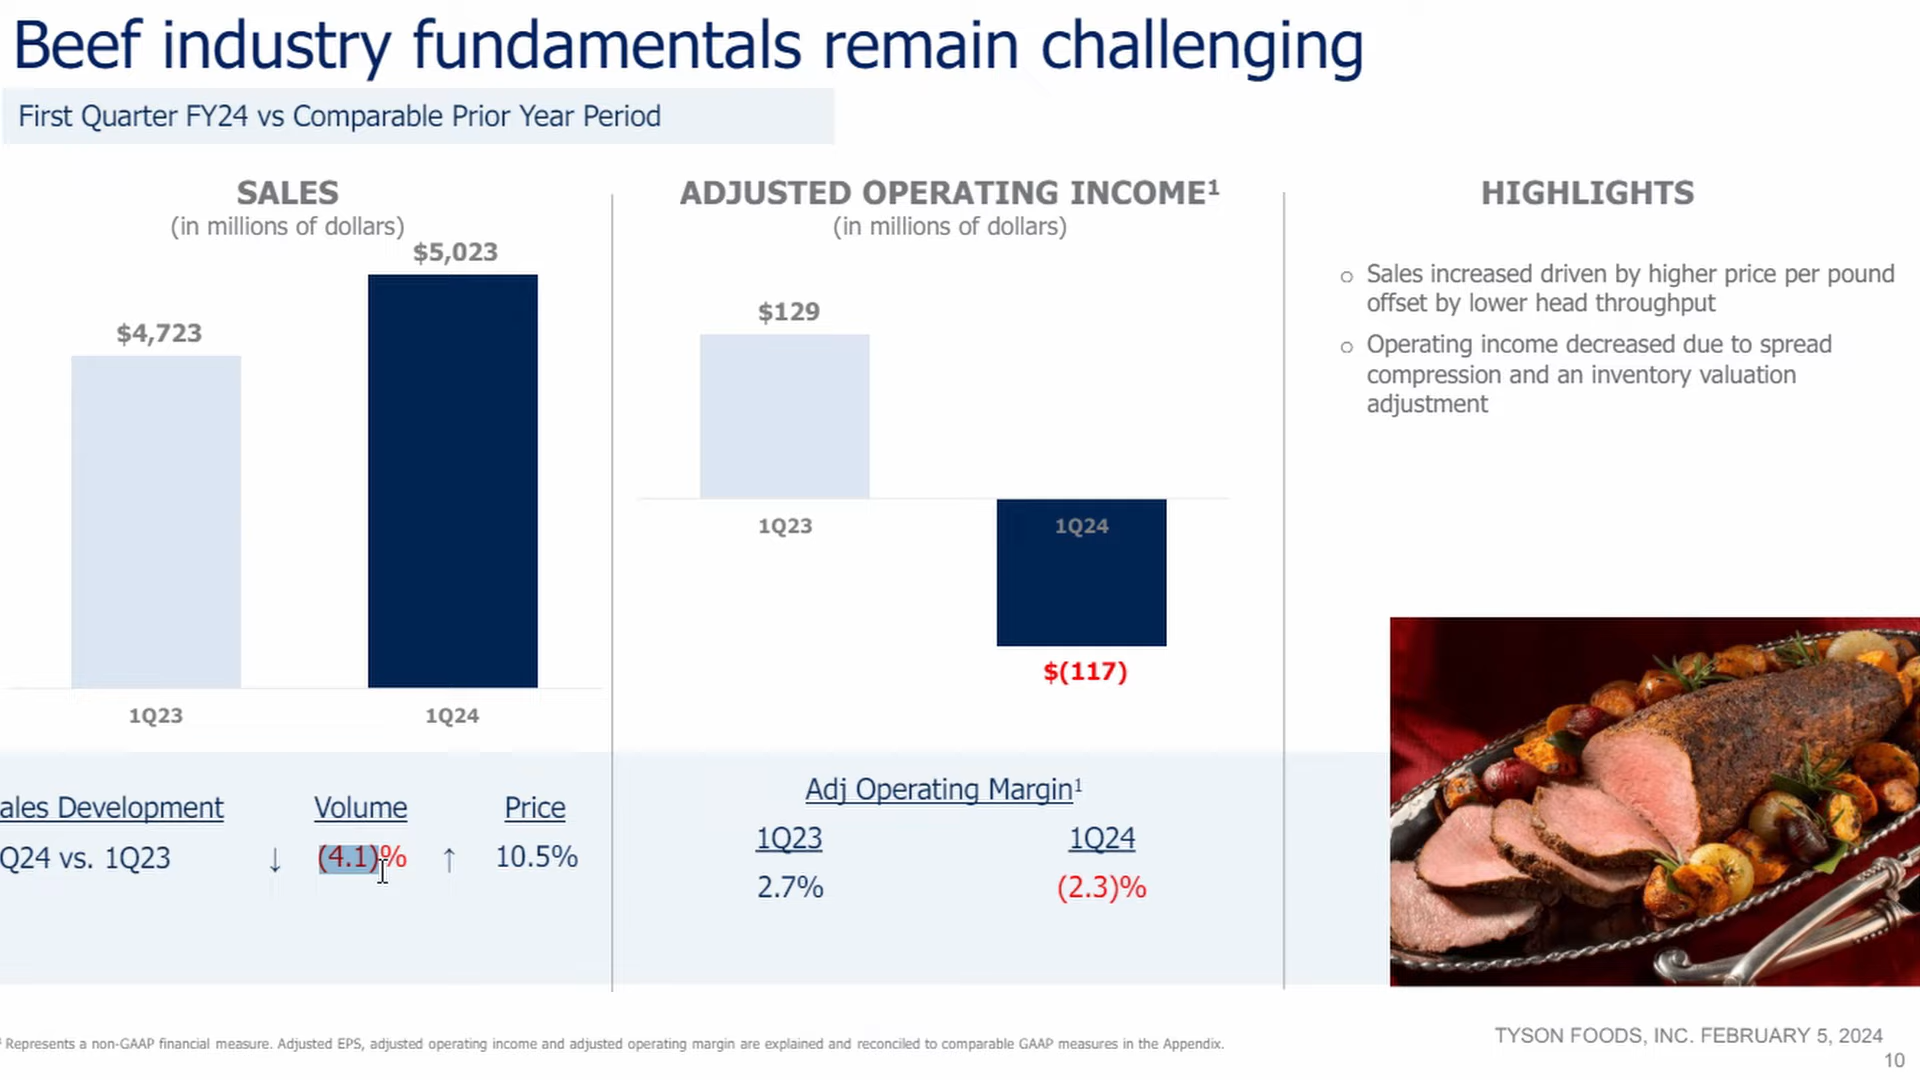 Beef industry fundamentals remain challenging
First Quarter FY24 vs Comparable Prior Year Period
SALES
(in millions of dollars)
$5,023
$4,723
1Q23 1Q24
ales Development Volume Price
Q24 vs. 1Q23 ↓ (4.1)% ↑ 10.5%
ADJUSTED OPERATING INCOME¹
(in millions of dollars)
$129
1Q23 1Q24
$(117)
Adj Operating Margin¹
1Q23 1Q24
2.7% (2.3)%
HIGHLIGHTS
○ Sales increased driven by higher price per pound
offset by lower head throughput
○ Operating income decreased due to spread
compression and an inventory valuation
adjustment
¹ Represents a non-GAAP financial measure. Adjusted EPS, adjusted operating income and adjusted operating margin are explained and reconciled to comparable GAAP measures in the Appendix.
TYSON FOODS, INC. FEBRUARY 5, 2024
10